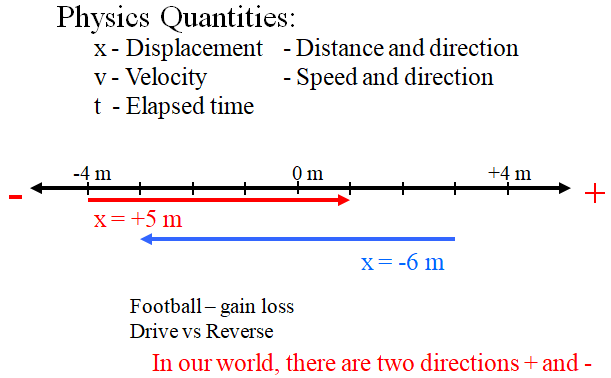 Physics Quantities:
x - Displacement - Distance and direction
v - Velocity - Speed and direction
t - Elapsed time
-4 m 0 m +4 m
- +
x = +5 m
x = -6 m
Football – gain loss
Drive vs Reverse
In our world, there are two directions + and -